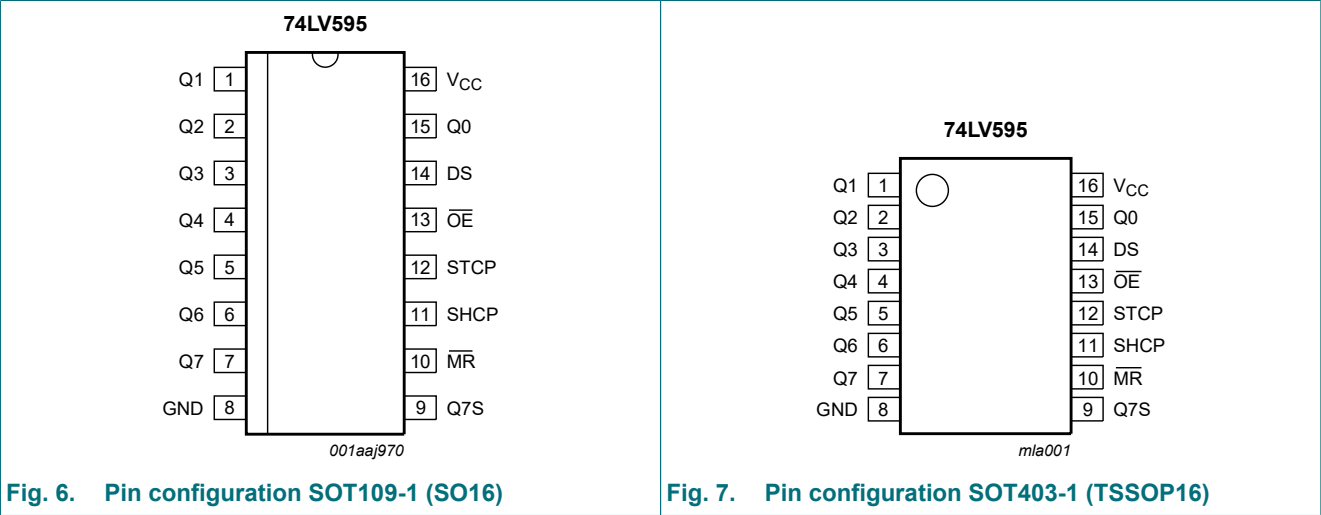 74LV595
Q1 1 16 VCC
Q2 2 15 Q0
Q3 3 14 DS
Q4 4 13 O̅E̅
Q5 5 12 STCP
Q6 6 11 SHCP
Q7 7 10 M̅R̅
GND 8 9 Q7S
001aaj970
Fig. 6. Pin configuration SOT109-1 (SO16)
74LV595
Q1 1 16 VCC
Q2 2 15 Q0
Q3 3 14 DS
Q4 4 13 O̅E̅
Q5 5 12 STCP
Q6 6 11 SHCP
Q7 7 10 M̅R̅
GND 8 9 Q7S
mla001
Fig. 7. Pin configuration SOT403-1 (TSSOP16)